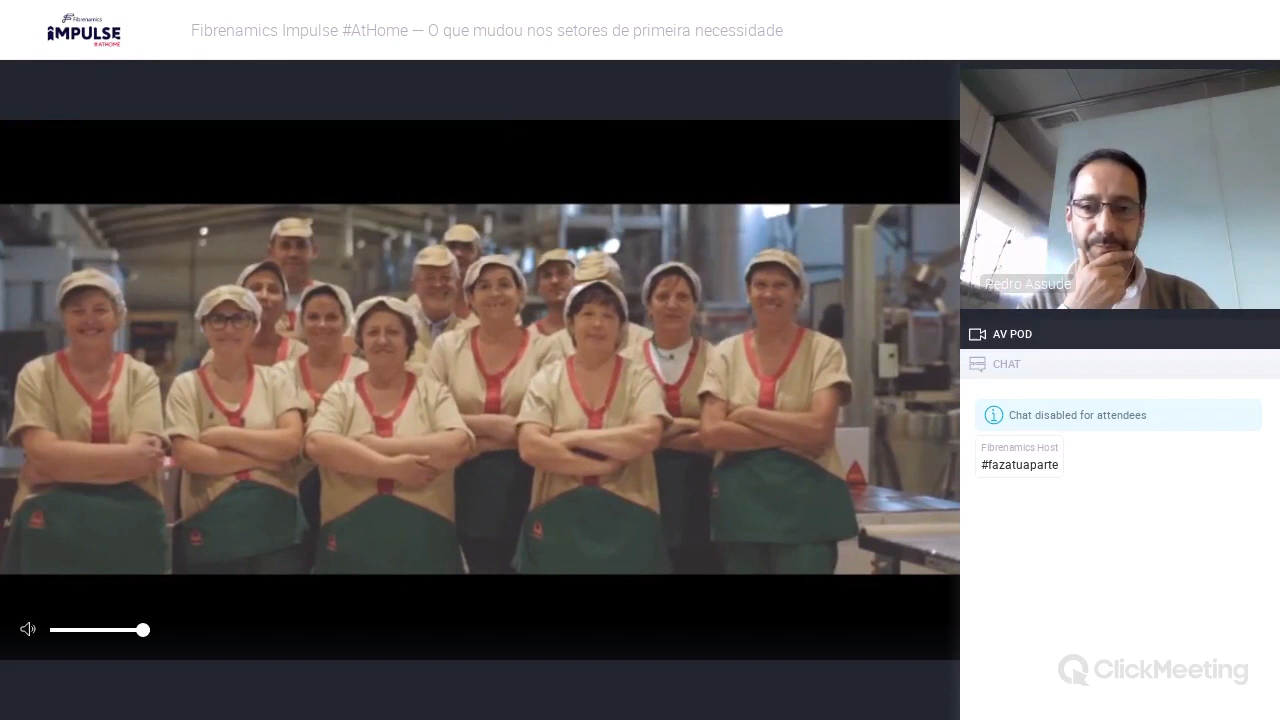 Fibrenamics
IMPULSE
#ATHOME
Fibrenamics Impulse #AtHome — O que mudou nos setores de primeira necessidade
Pedro Assude
AV POD
CHAT
Chat disabled for attendees
Fibrenamics Host
#fazatuaparte
ClickMeeting